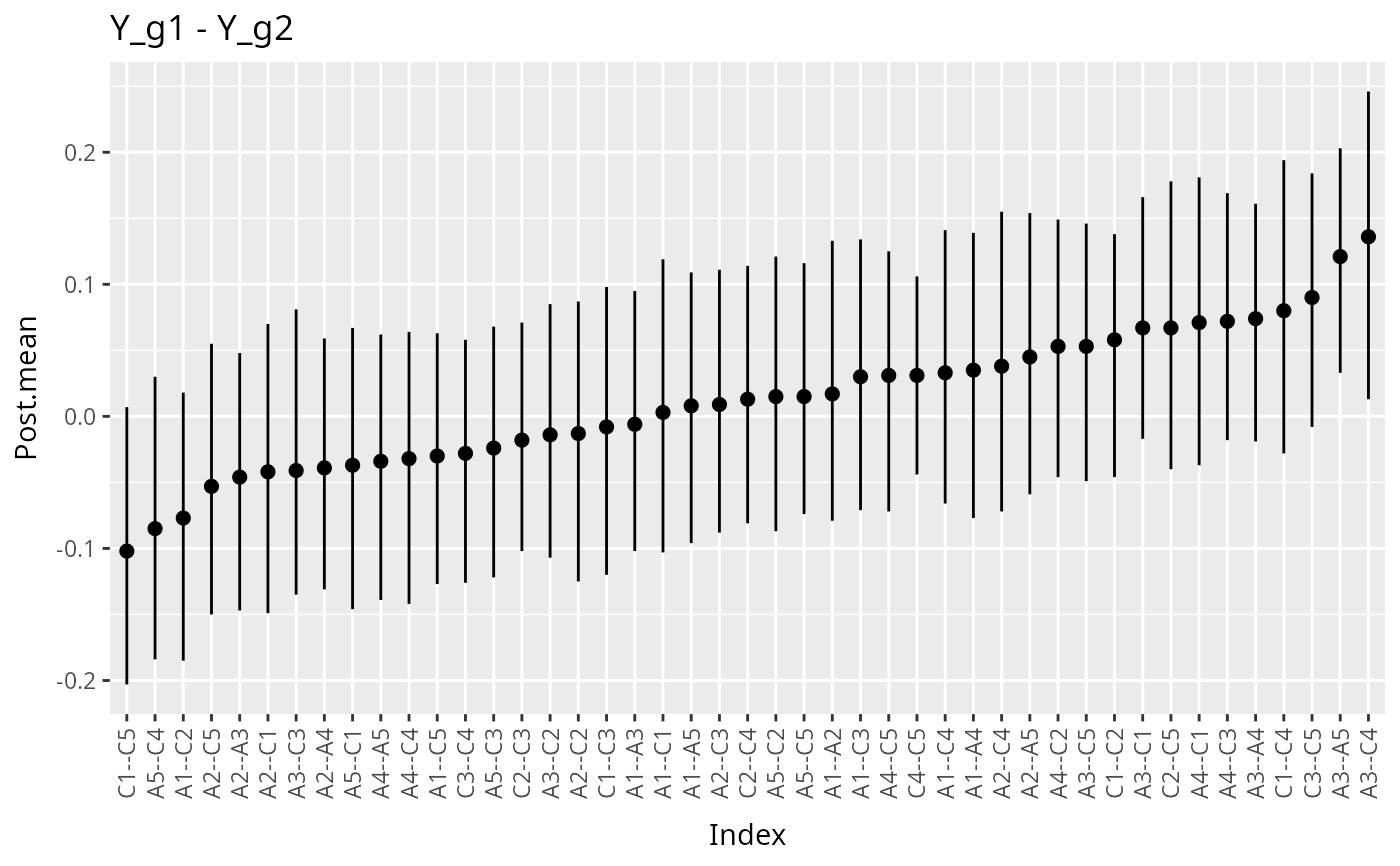 Y_g1 - Y_g2
Post.mean
0.2
0.1
0.0
-0.1
-0.2
C1--C5
A5--C4
A1--C2
A2--C5
A2--A3
A2--C1
A3--C3
A2--A4
A5--C1
A4--A5
A4--C4
A1--C5
C3--C4
A5--C3
C2--C3
A3--C2
A2--C2
C1--C3
A1--A3
A1--C1
A1--A5
A2--C3
C2--C4
A5--C2
A5--C5
A1--A2
A1--C3
A4--C5
C4--C5
A1--C4
A1--A4
A2--C4
A2--A5
A4--C2
A3--C5
C1--C2
A3--C1
C2--C5
A4--C1
A4--C3
A3--A4
C1--C4
C3--C5
A3--A5
A3--C4
Index